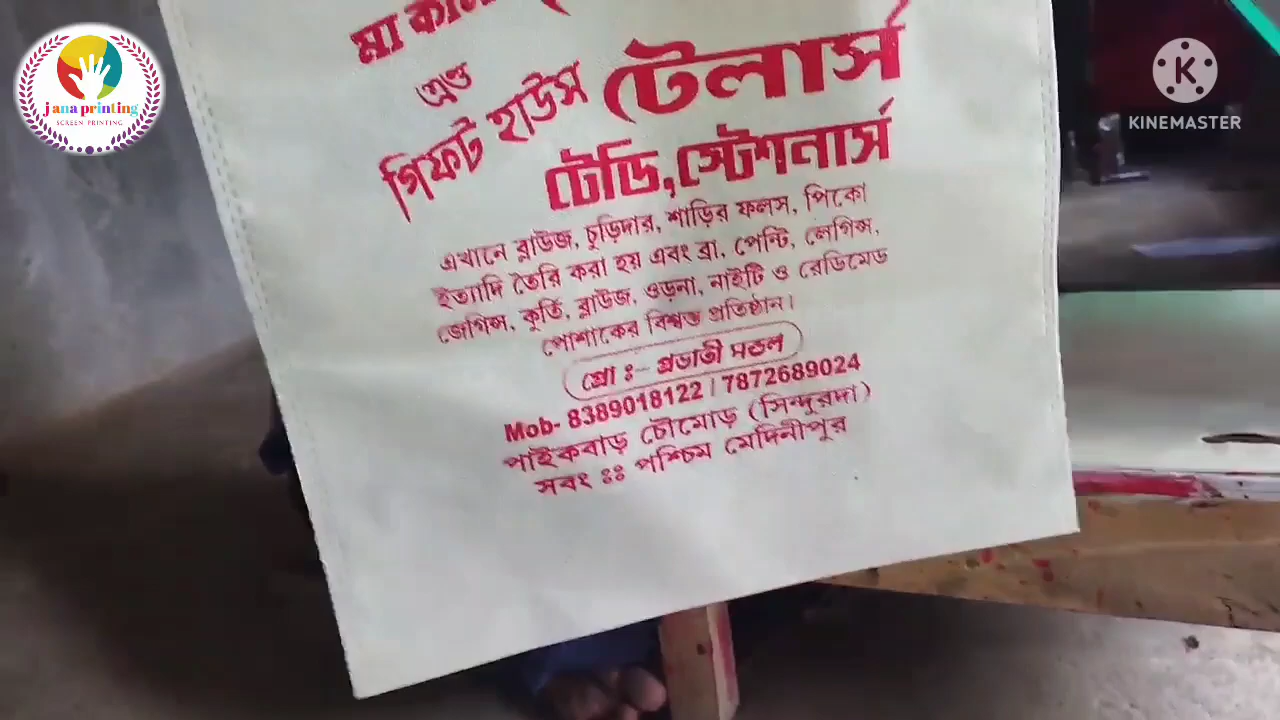 মা
এণ্ড
গিফট হাউস
টেলার্স
টেডি,স্টেশনার্স
এখানে ব্লাউজ, চুড়িদার, শাড়ির ফলস, পিকো
ইত্যাদি তৈরি করা হয় এবং ব্রা, পেন্টি, লেগিন্স,
জেগিন্স, কুর্তি, ব্লাউজ, ওড়না, নাইটি ও রেডিমেড
পোশাকের বিশ্বস্ত প্রতিষ্ঠান।
প্রোঃ- প্রভাতী মন্ডল
Mob- 8389018122 | 7872689024
পাইকবাড় চৌমোড় (সিন্দুরদা)
সবং ঃঃ পশ্চিম মেদিনীপুর
jana printing
SCREEN PRINTING
K
KINEMASTER